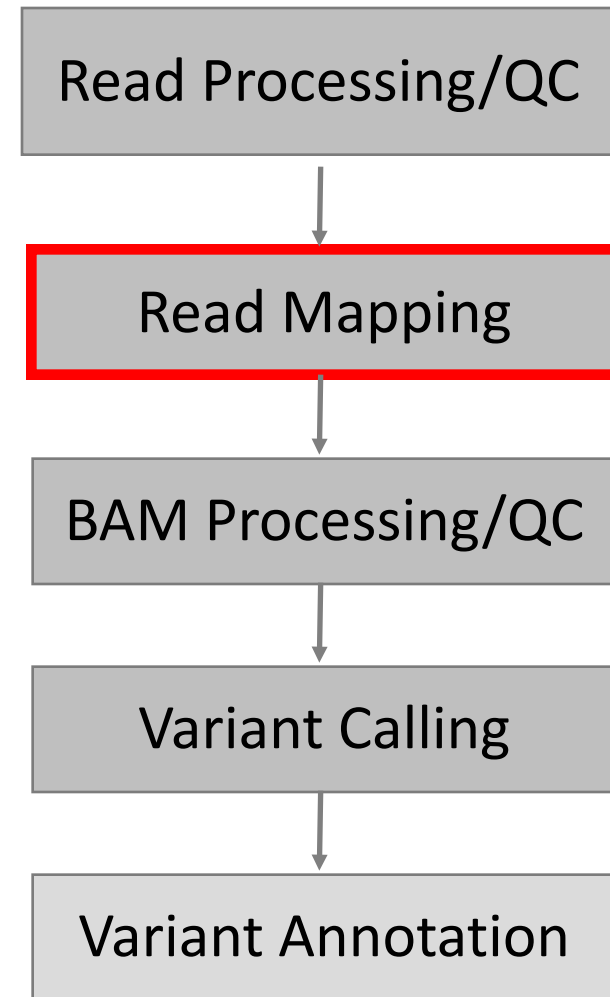 Read Processing/QC
Read Mapping
BAM Processing/QC
Variant Calling
Variant Annotation